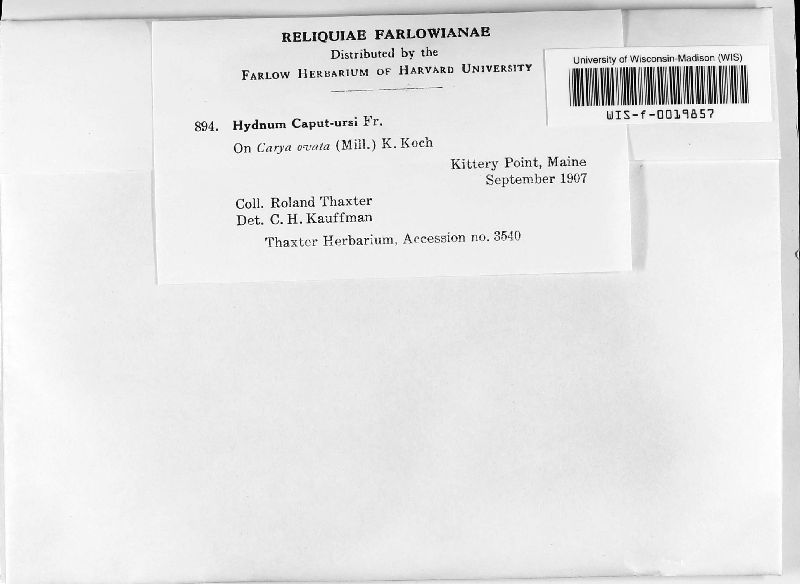 RELIQUIAE FARLOWIANAE
Distributed by the
FARLOW HERBARIUM OF HARVARD UNIVERSITY
University of Wisconsin-Madison (WIS)
WIS-f-0019857
894. Hydnum Caput-ursi Fr.
On Carya ovata (Mill.) K. Koch
Kittery Point, Maine
September 1907
Coll. Roland Thaxter
Det. C. H. Kauffman
Thaxter Herbarium, Accession no. 3540